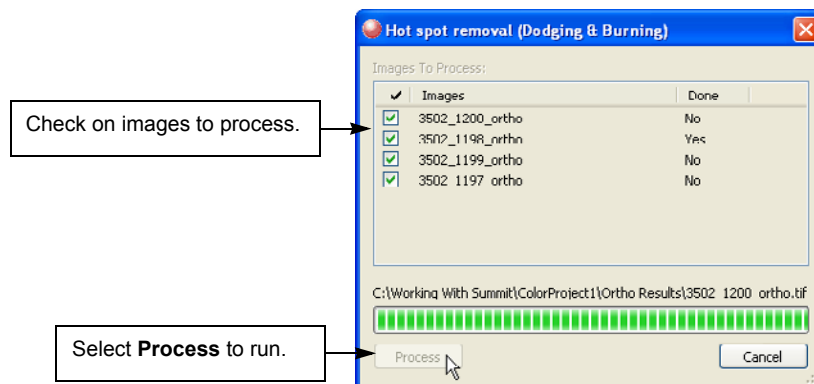 Hot spot removal (Dodging & Burning)
Images To Process:
Images Done
3502_1200_ortho No
3502_1198_ortho Yes
3502_1199_ortho No
3502_1197_ortho No
Check on images to process.
C:\Working With Summit\ColorProject1\Ortho Results\3502_1200_ortho.tif
Select Process to run.
Process Cancel